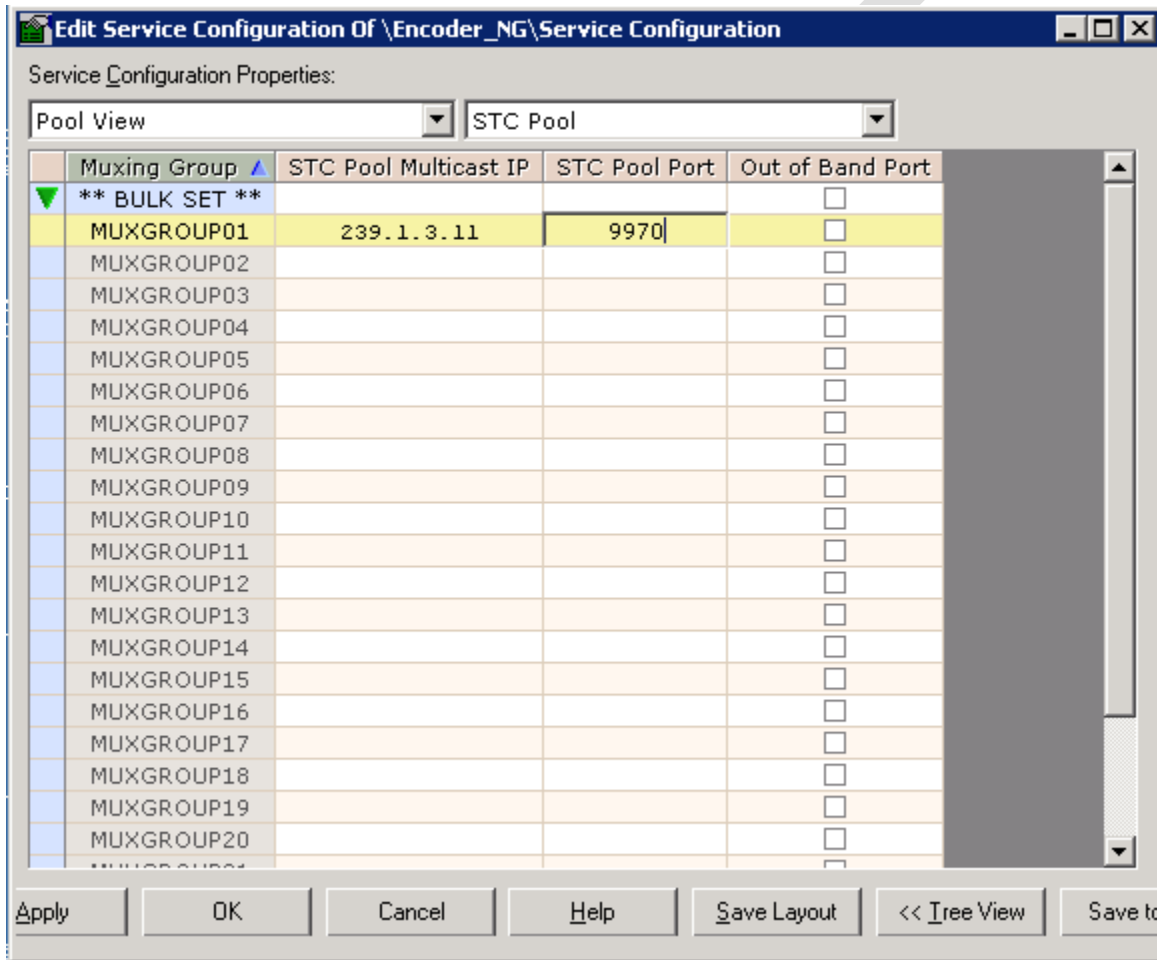 Edit Service Configuration Of \Encoder_NG\Service Configuration
Service Configuration Properties:
Pool View STC Pool
Muxing Group STC Pool Multicast IP STC Pool Port Out of Band Port
** BULK SET **
MUXGROUP01 239.1.3.11 9970
MUXGROUP02
MUXGROUP03
MUXGROUP04
MUXGROUP05
MUXGROUP06
MUXGROUP07
MUXGROUP08
MUXGROUP09
MUXGROUP10
MUXGROUP11
MUXGROUP12
MUXGROUP13
MUXGROUP14
MUXGROUP15
MUXGROUP16
MUXGROUP17
MUXGROUP18
MUXGROUP19
MUXGROUP20
Apply OK Cancel Help Save Layout << Tree View Save to